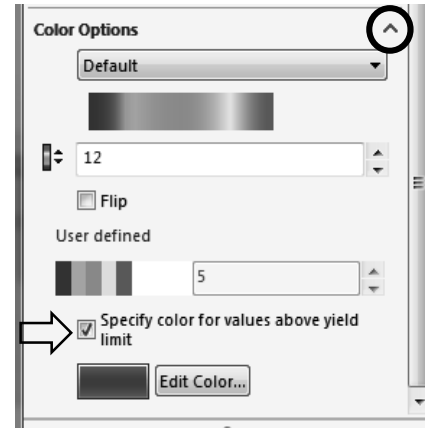 Color Options
Default
12
Flip
User defined
5
Specify color for values above yield
limit
Edit Color...